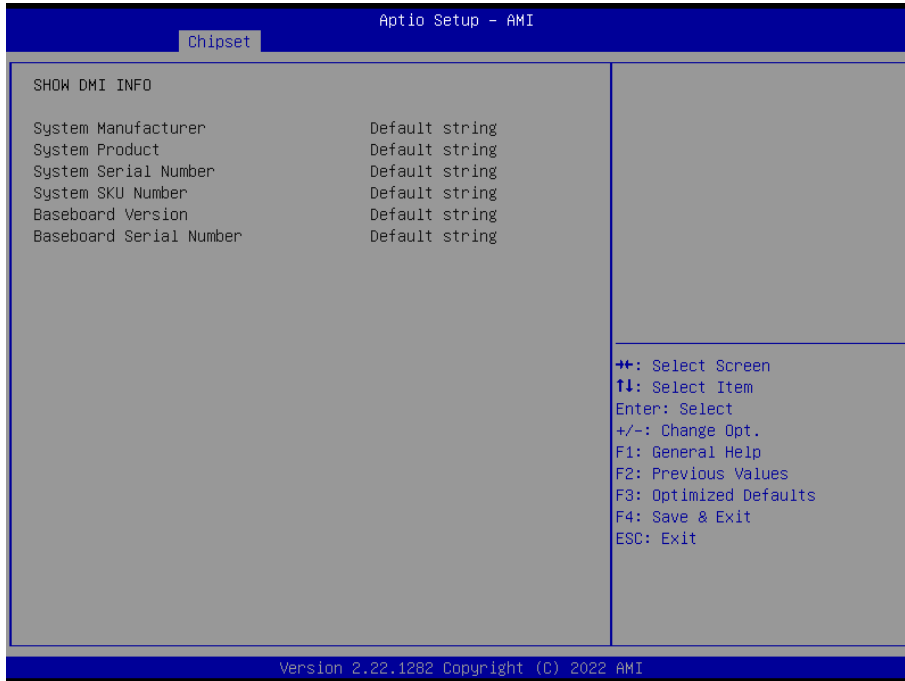 Aptio Setup – AMI
Chipset
SHOW DMI INFO
System Manufacturer Default string
System Product Default string
System Serial Number Default string
System SKU Number Default string
Baseboard Version Default string
Baseboard Serial Number Default string
→←: Select Screen
↑↓: Select Item
Enter: Select
+/-: Change Opt.
F1: General Help
F2: Previous Values
F3: Optimized Defaults
F4: Save & Exit
ESC: Exit
Version 2.22.1282 Copyright (C) 2022 AMI